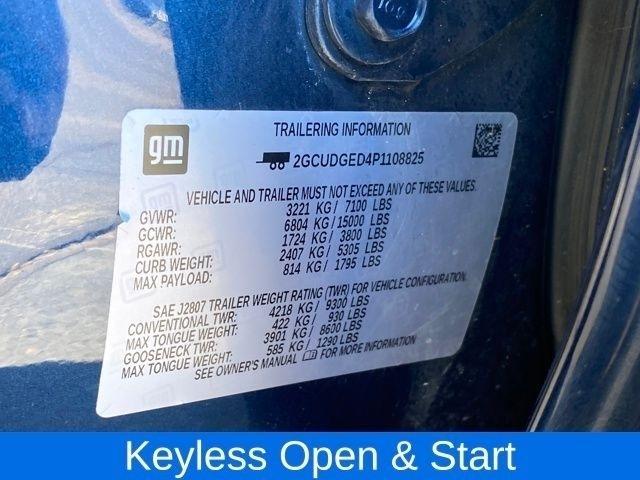 109
gm
TRAILERING INFORMATION
2GCUDGED4P1108825
VEHICLE AND TRAILER MUST NOT EXCEED ANY OF THESE VALUES.
GVWR: 3221 KG/ 7100 LBS
GCWR: 6804 KG/ 15000 LBS
RGAWR: 1724 KG/ 3800 LBS
CURB WEIGHT: 2407 KG/ 5305 LBS
MAX PAYLOAD: 814 KG/ 1795 LBS
SAE J2807 TRAILER WEIGHT RATING (TWR) FOR VEHICLE CONFIGURATION.
CONVENTIONAL TWR: 4218 KG/ 9300 LBS
MAX TONGUE WEIGHT: 422 KG/ 930 LBS
GOOSENECK TWR: 3901 KG/ 8600 LBS
MAX TONGUE WEIGHT: 585 KG/ 1290 LBS
SEE OWNER'S MANUAL FOR MORE INFORMATION
Keyless Open & Start